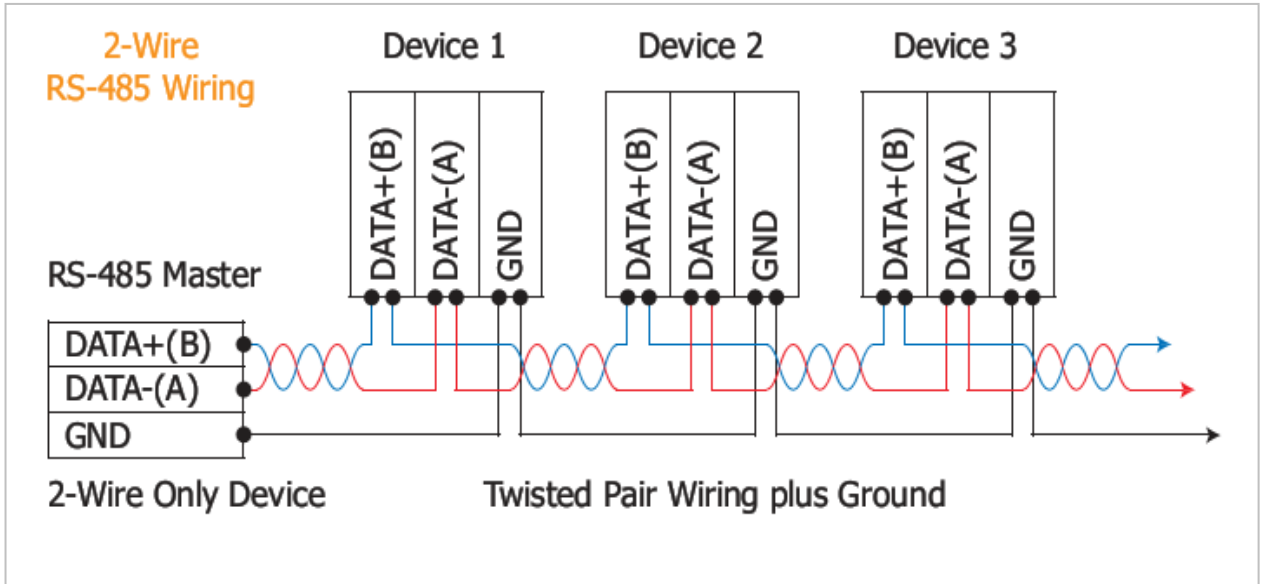 2-Wire
RS-485 Wiring
Device 1
Device 2
Device 3
DATA+(B)
DATA-(A)
GND
DATA+(B)
DATA-(A)
GND
DATA+(B)
DATA-(A)
GND
RS-485 Master
DATA+(B)
DATA-(A)
GND
2-Wire Only Device
Twisted Pair Wiring plus Ground